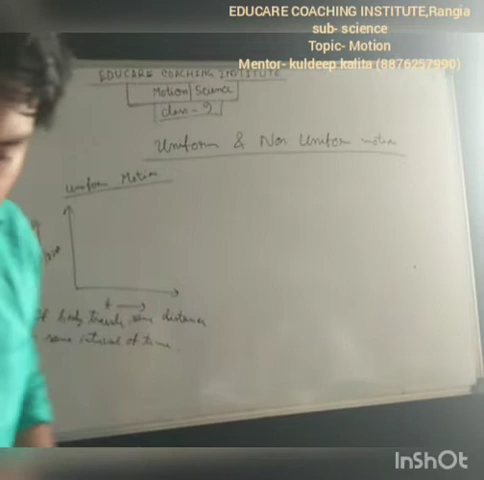 EDUCARE COACHING INSTITUTE,Rangia
sub- science
Topic- Motion
Mentor- kuldeep kalita (8876257990)
EDUCARE COACHING INSTITUTE
Motion|Science
class-9
Uniform & Non Uniform motion
Uniform Motion
t
If body travels same distance
same interval of time.
InShOt